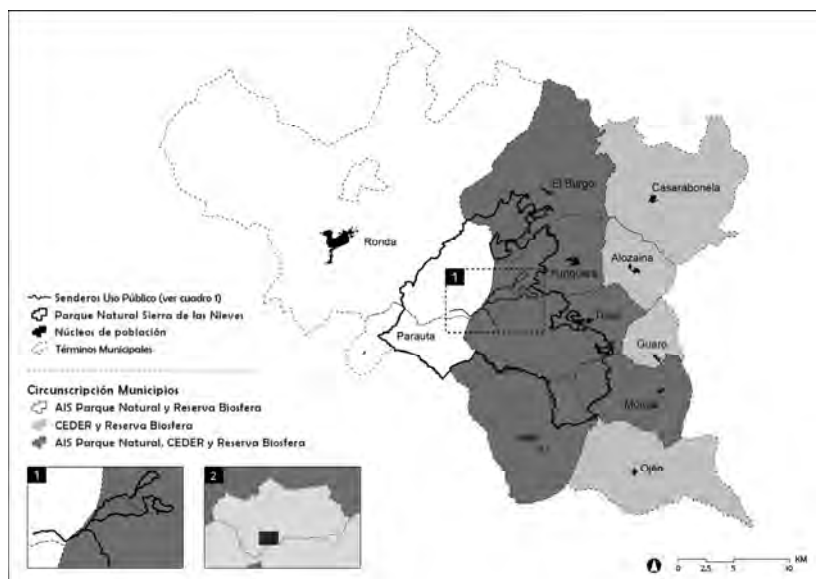 El Burgo
Casarabonela
Ronda
Alozaina
1
Yunquera
Tolox
Parauta
Guaro
Monda
Ojén
Senderos Uso Público (ver cuadro 1)
Parque Natural Sierra de las Nieves
Núcleos de población
Términos Municipales
Circunscripción Municipios
AIS Parque Natural y Reserva Biosfera
CEDER y Reserva Biosfera
AIS Parque Natural, CEDER y Reserva Biosfera
1
2
KM
0 2,5 5 10